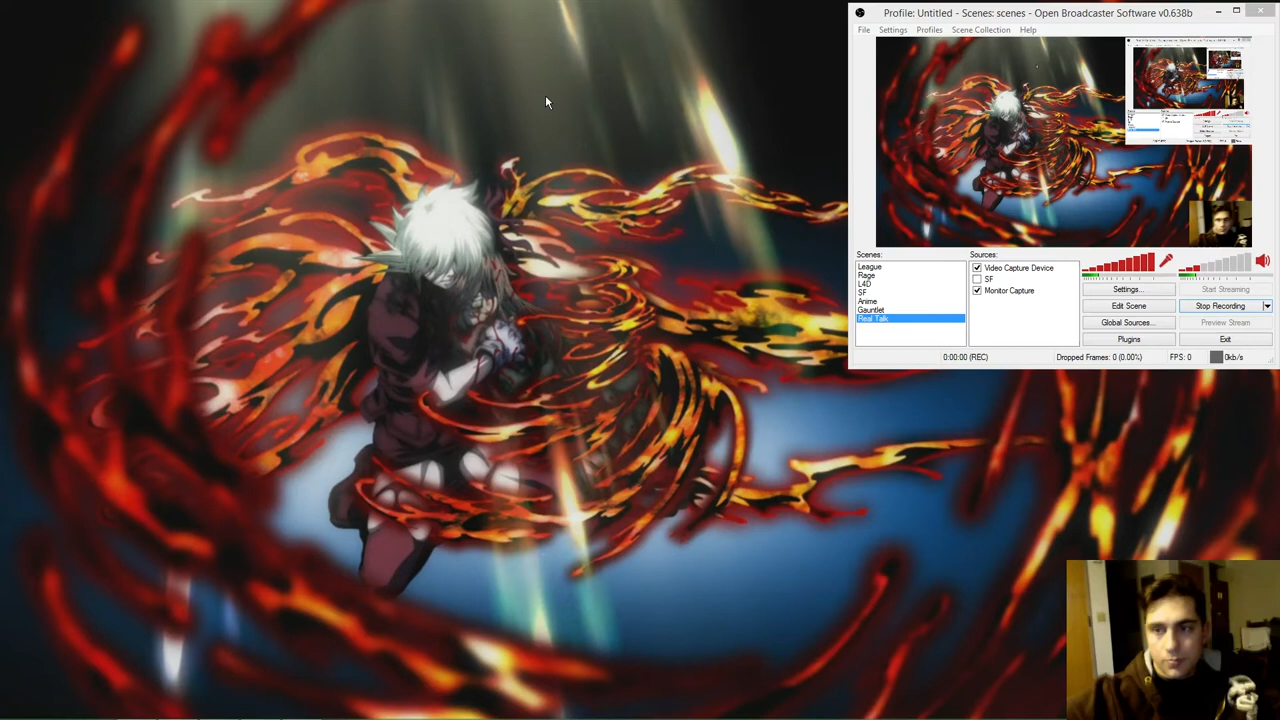 Profile: Untitled - Scenes: scenes - Open Broadcaster Software v0.638b
File Settings Profiles Scene Collection Help
Scenes:
League
Rage
L4D
SF
Anime
Gauntlet
Real Talk
Sources:
Video Capture Device
SF
Monitor Capture
Settings...
Start Streaming
Edit Scene
Stop Recording
Global Sources...
Preview Stream
Plugins
Exit
0:00:00 (REC)
Dropped Frames: 0 (0.00%)
FPS: 0
0kb/s